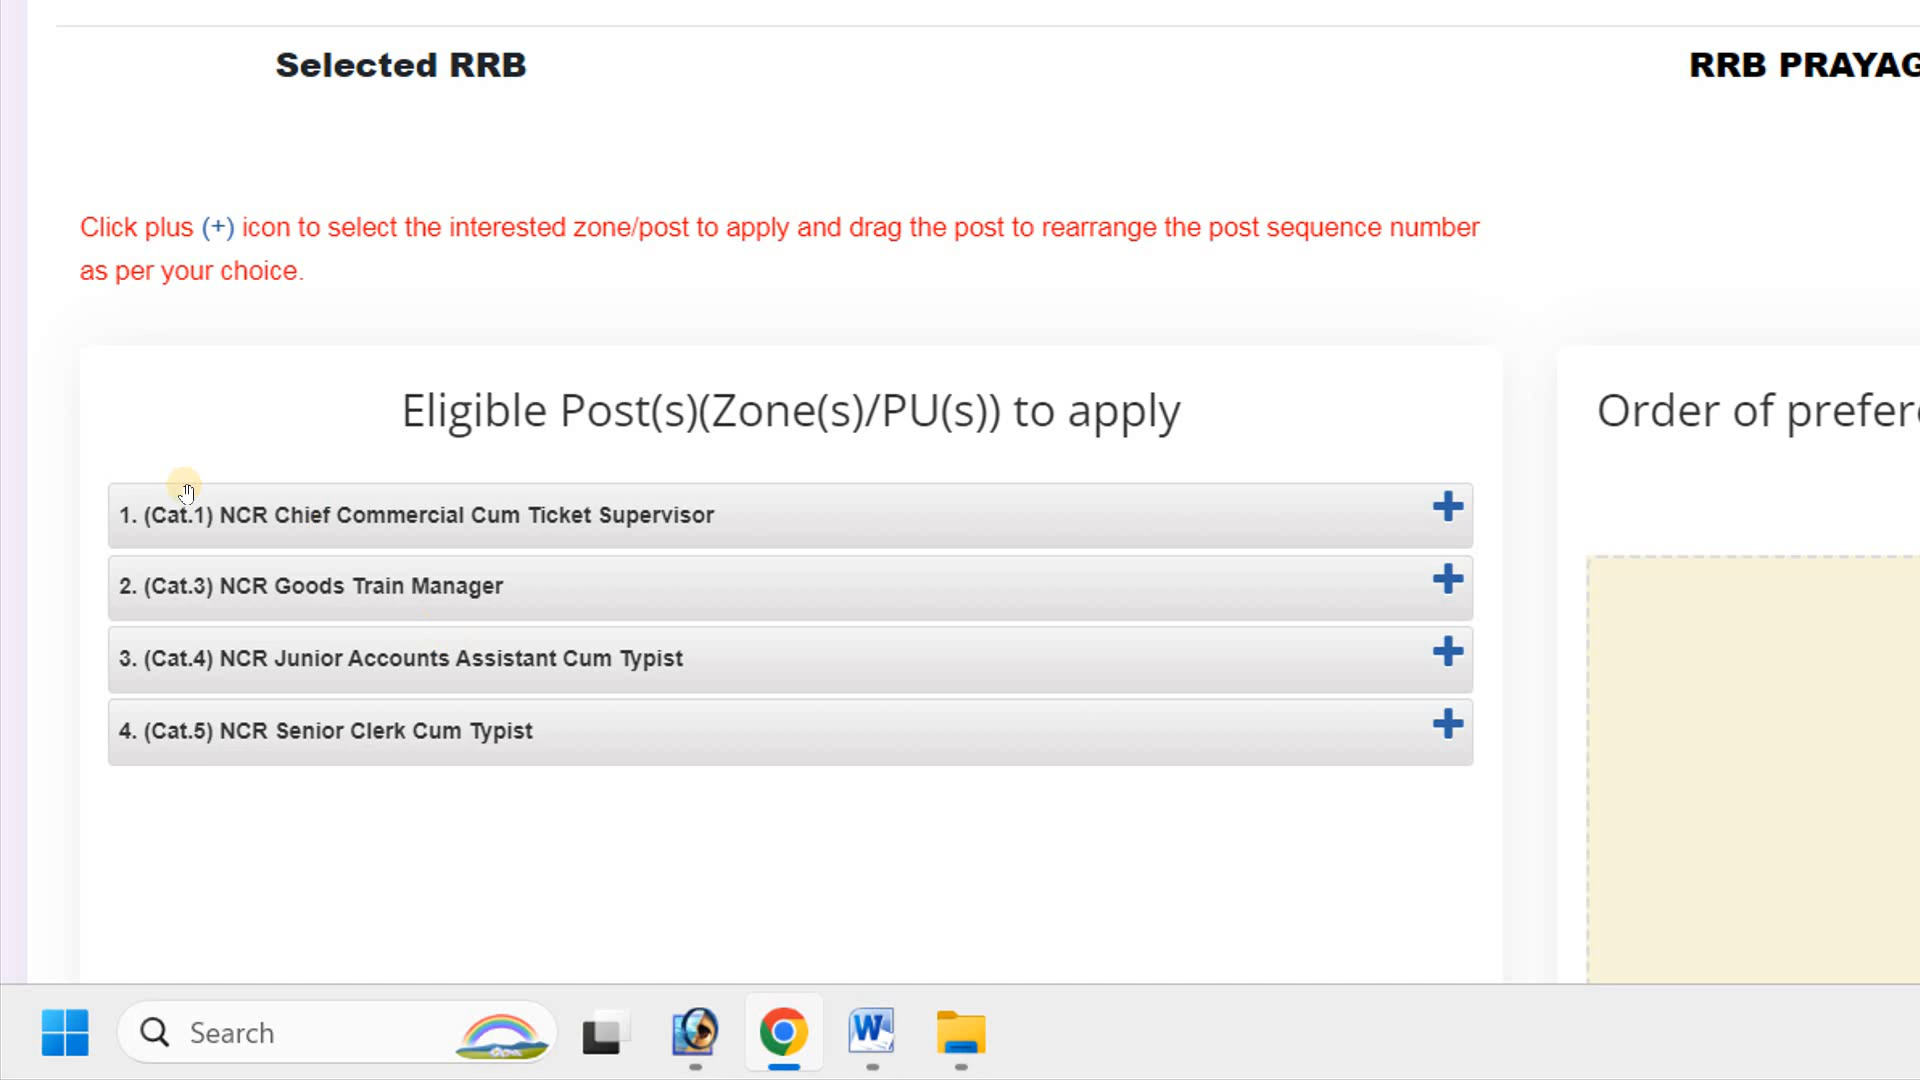 Selected RRB
RRB PRAYAG
Click plus (+) icon to select the interested zone/post to apply and drag the post to rearrange the post sequence number
as per your choice.
Eligible Post(s)(Zone(s)/PU(s)) to apply
Order of prefer
1. (Cat.1) NCR Chief Commercial Cum Ticket Supervisor
2. (Cat.3) NCR Goods Train Manager
3. (Cat.4) NCR Junior Accounts Assistant Cum Typist
4. (Cat.5) NCR Senior Clerk Cum Typist
Search